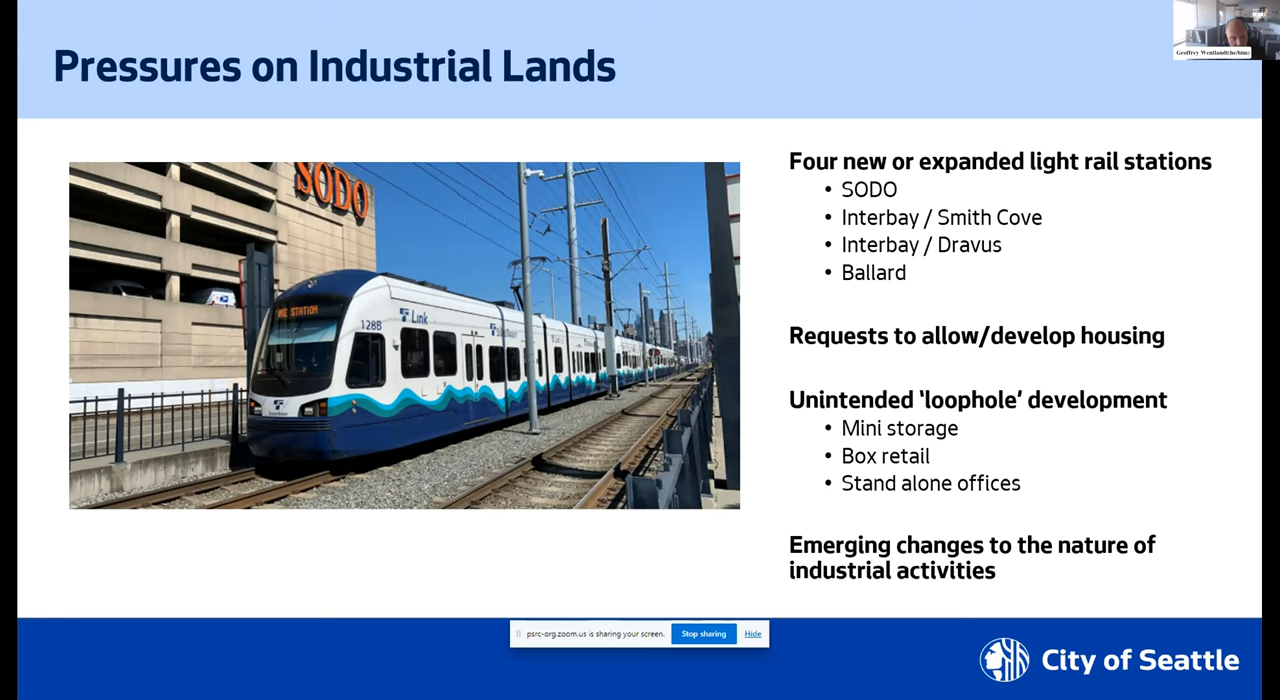 Pressures on Industrial Lands
Geoffrey Wentlandt(he/him)
SODO
128B
Link
STATION
Four new or expanded light rail stations
• SODO
• Interbay / Smith Cove
• Interbay / Dravus
• Ballard
Requests to allow/develop housing
Unintended ‘loophole’ development
• Mini storage
• Box retail
• Stand alone offices
Emerging changes to the nature of
industrial activities
psrc-org.zoom.us is sharing your screen. Stop sharing Hide
City of Seattle